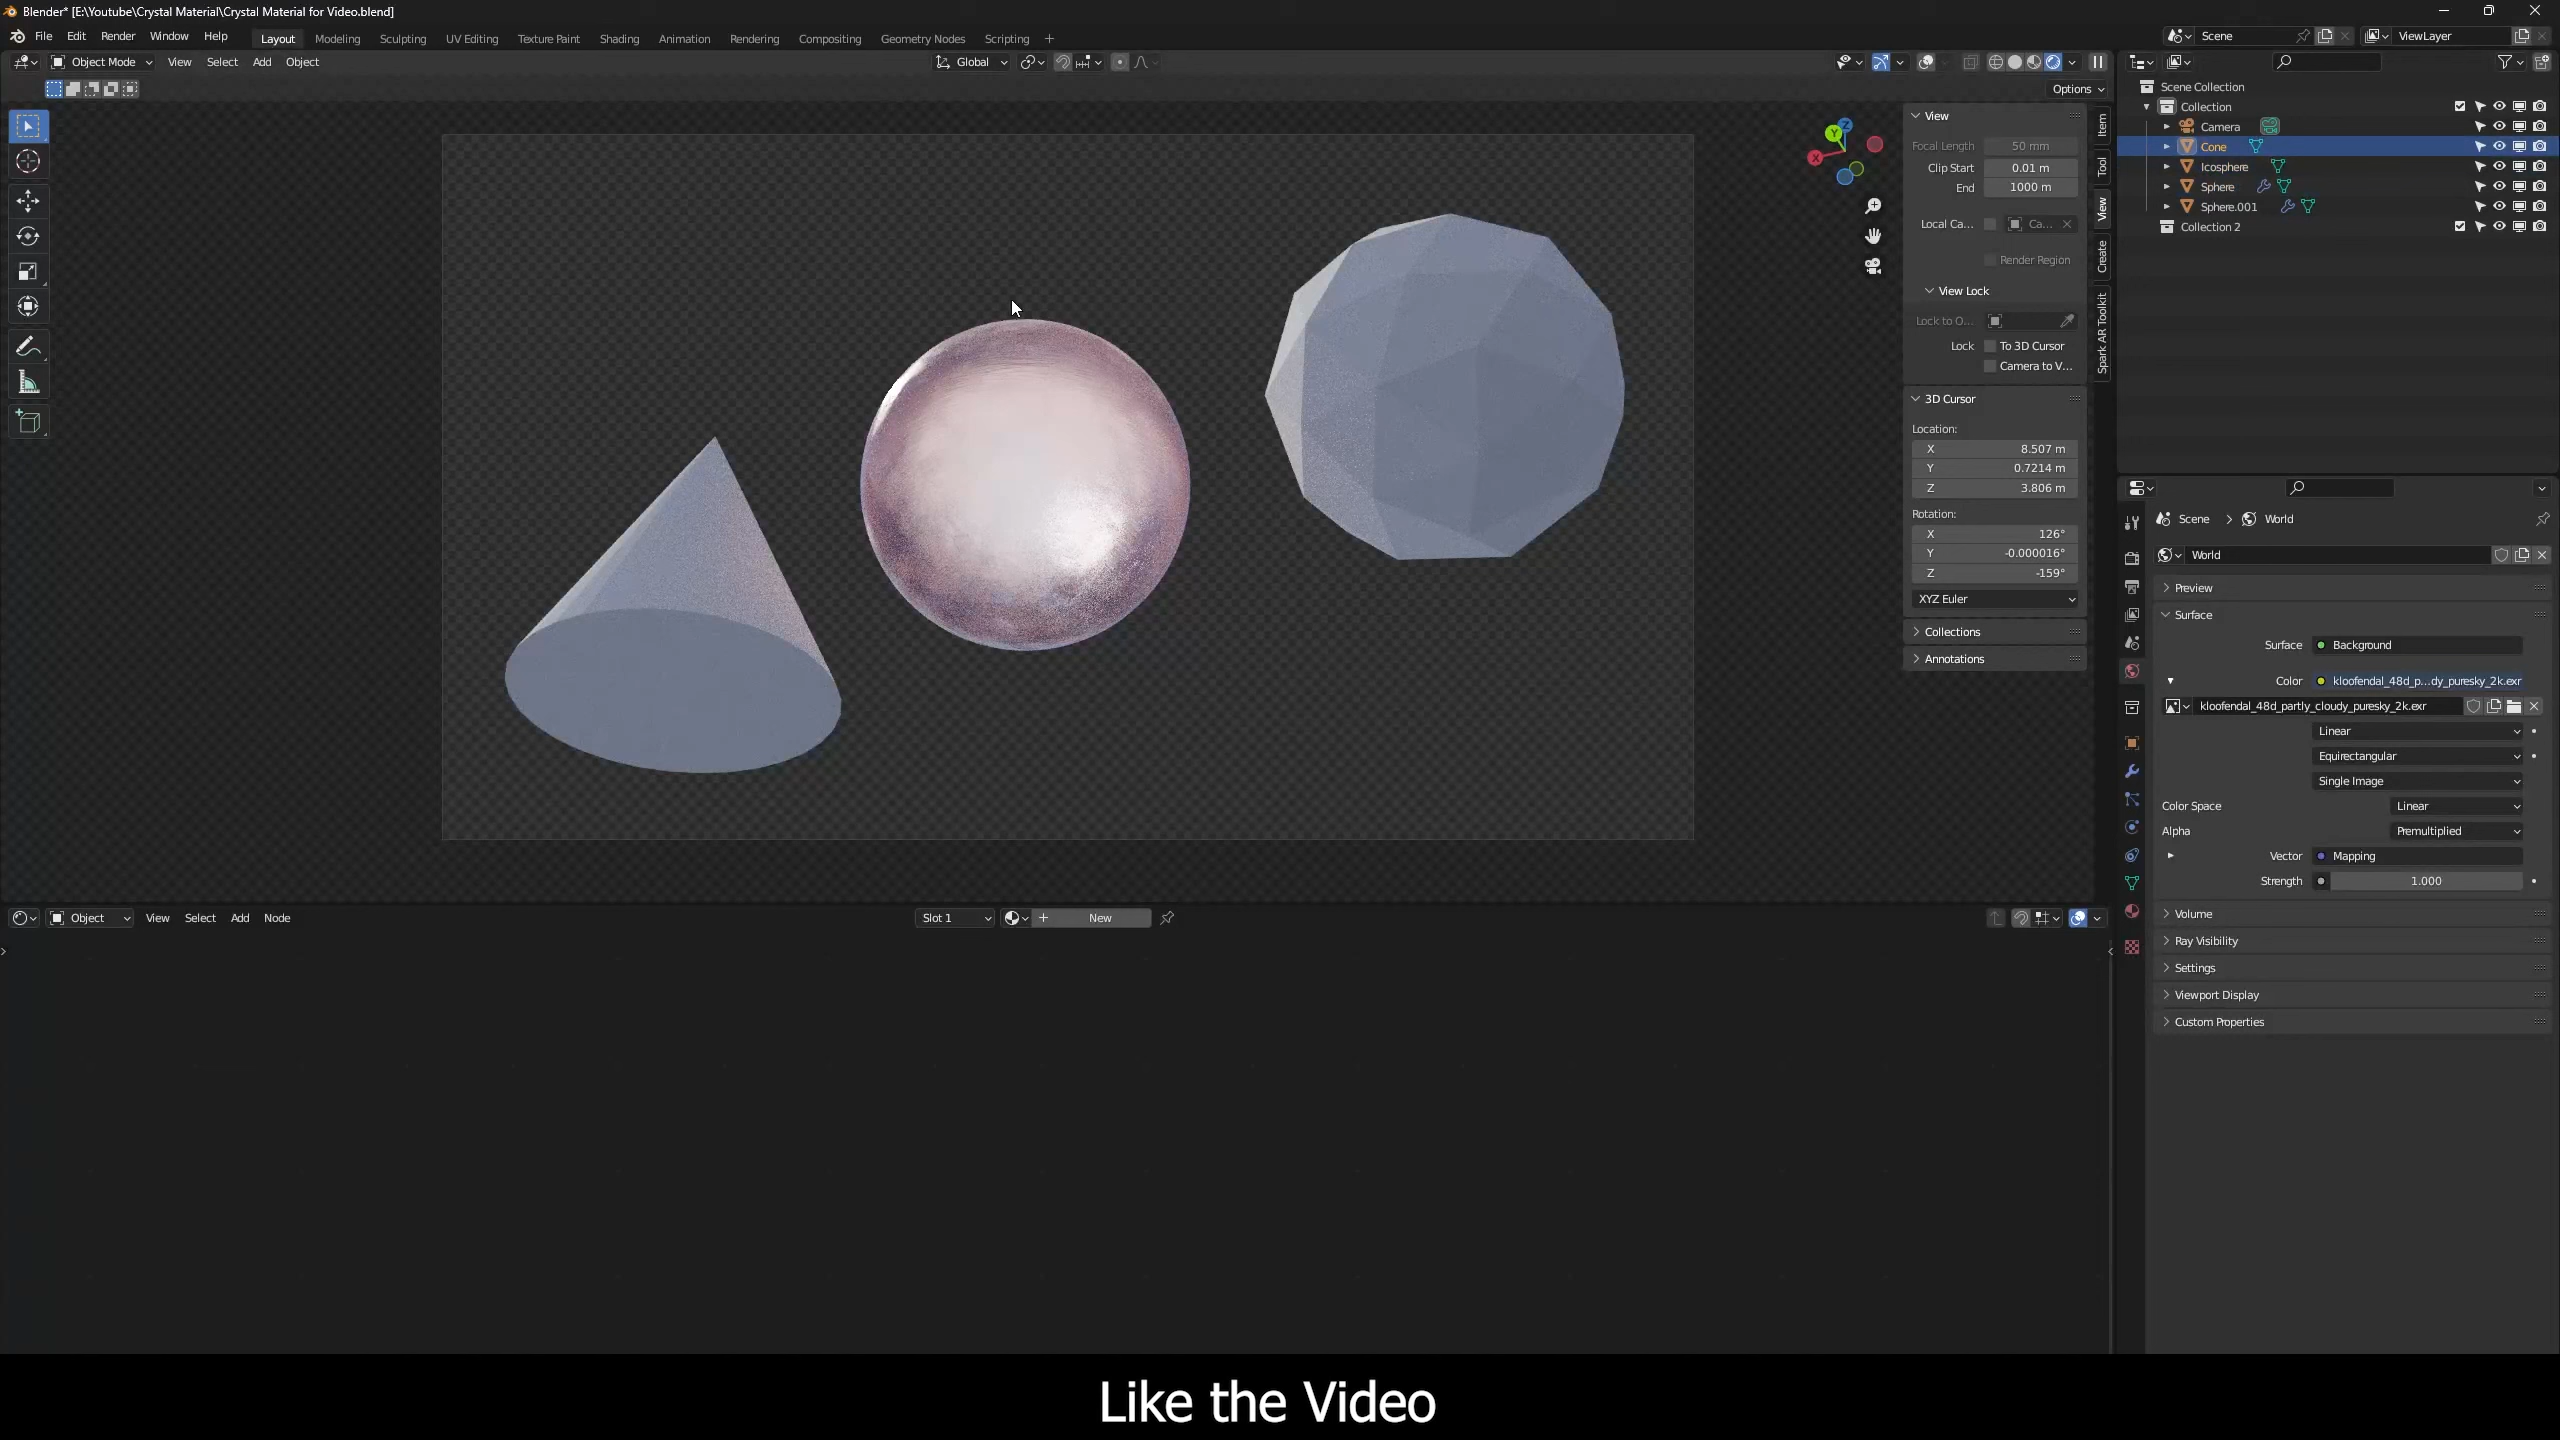 Blender* [E:\Youtube\Crystal Material\Crystal Material for Video.blend]
File Edit Render Window Help Layout Modeling Sculpting UV Editing Texture Paint Shading Animation Rendering Compositing Geometry Nodes Scripting +
Scene ViewLayer
Object Mode View Select Add Object Global
Options
Scene Collection
Collection
Camera
Cone
Icosphere
Sphere
Sphere.001
Collection 2
X Y Z
Item
Tool
View
Create
Spark AR Toolkit
View
Focal Length 50 mm
Clip Start 0.01 m
End 1000 m
Local Ca... Ca...
Render Region
View Lock
Lock to O...
Lock To 3D Cursor
Camera to V...
3D Cursor
Location:
X 8.507 m
Y 0.7214 m
Z 3.806 m
Rotation:
X 126°
Y -0.000016°
Z -159°
XYZ Euler
Collections
Annotations
Scene > World
World
Preview
Surface
Surface Background
Color kloofendal_48d_p...dy_puresky_2k.exr
kloofendal_48d_partly_cloudy_puresky_2k.exr
Linear
Equirectangular
Single Image
Color Space Linear
Alpha Premultiplied
Vector Mapping
Strength 1.000
Volume
Ray Visibility
Settings
Viewport Display
Custom Properties
Object View Select Add Node Slot 1 New
Like the Video